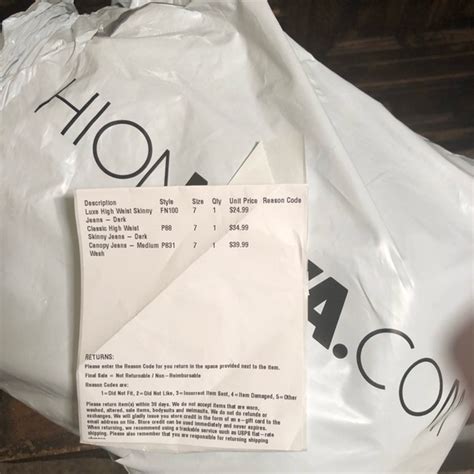 HION
VA.COM
Description Style Size Qty Unit Price Reason Code
Luxe High Waist Skinny FN100 7 1 $24.99
Jeans – Dark
Classic High Waist P88 7 1 $34.99
Skinny Jeans – Dark
Canopy Jeans – Medium P831 7 1 $39.99
Wash
RETURNS:
Please enter the Reason Code for you return in the space provided next to the item.
Final Sale = Not Returnable / Non-Reimbursable
Reason Codes are:
1=Did Not Fit, 2=Did Not Like, 3=Incorrect Item Sent, 4=Item Damaged, 5=Other
Please return item(s) within 30 days. We do not accept items that are worn,
washed, altered, sale items, bodysuits and swimsuits. We do not do refunds or
exchanges. We will gladly issue you store credit in the form of an e-gift card to the
email address on file. Store credit can be used immediately and never expires.
When returning, we recommend using a trackable service such as USPS flat-rate
shipping. Please also remember that you are responsible for returning shipping